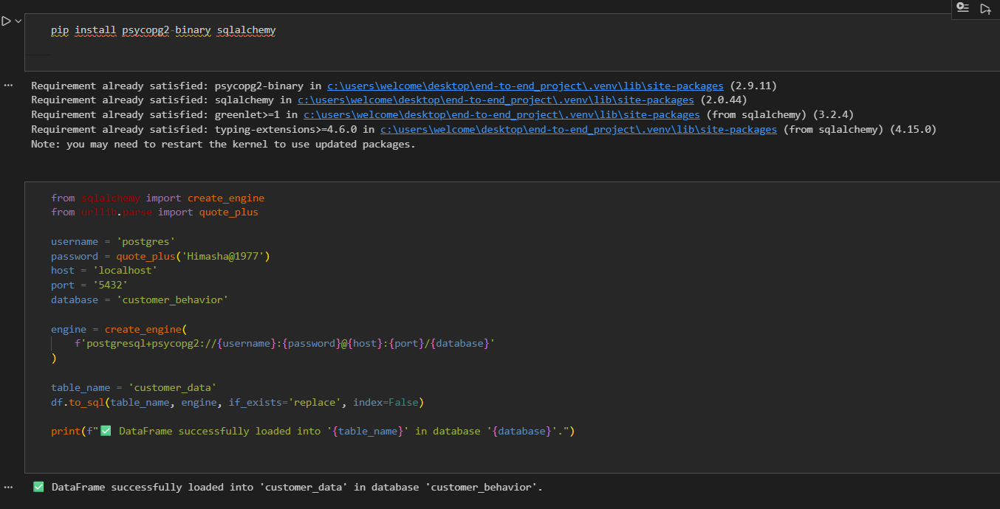 pip install psycopg2-binary sqlalchemy
Requirement already satisfied: psycopg2-binary in c:\users\welcome\desktop\end-to-end_project\.venv\lib\site-packages (2.9.11)
Requirement already satisfied: sqlalchemy in c:\users\welcome\desktop\end-to-end_project\.venv\lib\site-packages (2.0.44)
Requirement already satisfied: greenlet>=1 in c:\users\welcome\desktop\end-to-end_project\.venv\lib\site-packages (from sqlalchemy) (3.2.4)
Requirement already satisfied: typing-extensions>=4.6.0 in c:\users\welcome\desktop\end-to-end_project\.venv\lib\site-packages (from sqlalchemy) (4.15.0)
Note: you may need to restart the kernel to use updated packages.
from sqlalchemy import create_engine
from urllib.parse import quote_plus
username = 'postgres'
password = quote_plus('Himasha@1977')
host = 'localhost'
port = '5432'
database = 'customer_behavior'
engine = create_engine(
    f'postgresql+psycopg2://{username}:{password}@{host}:{port}/{database}'
)
table_name = 'customer_data'
df.to_sql(table_name, engine, if_exists='replace', index=False)
print(f"✅ DataFrame successfully loaded into '{table_name}' in database '{database}'.")
✅ DataFrame successfully loaded into 'customer_data' in database 'customer_behavior'.